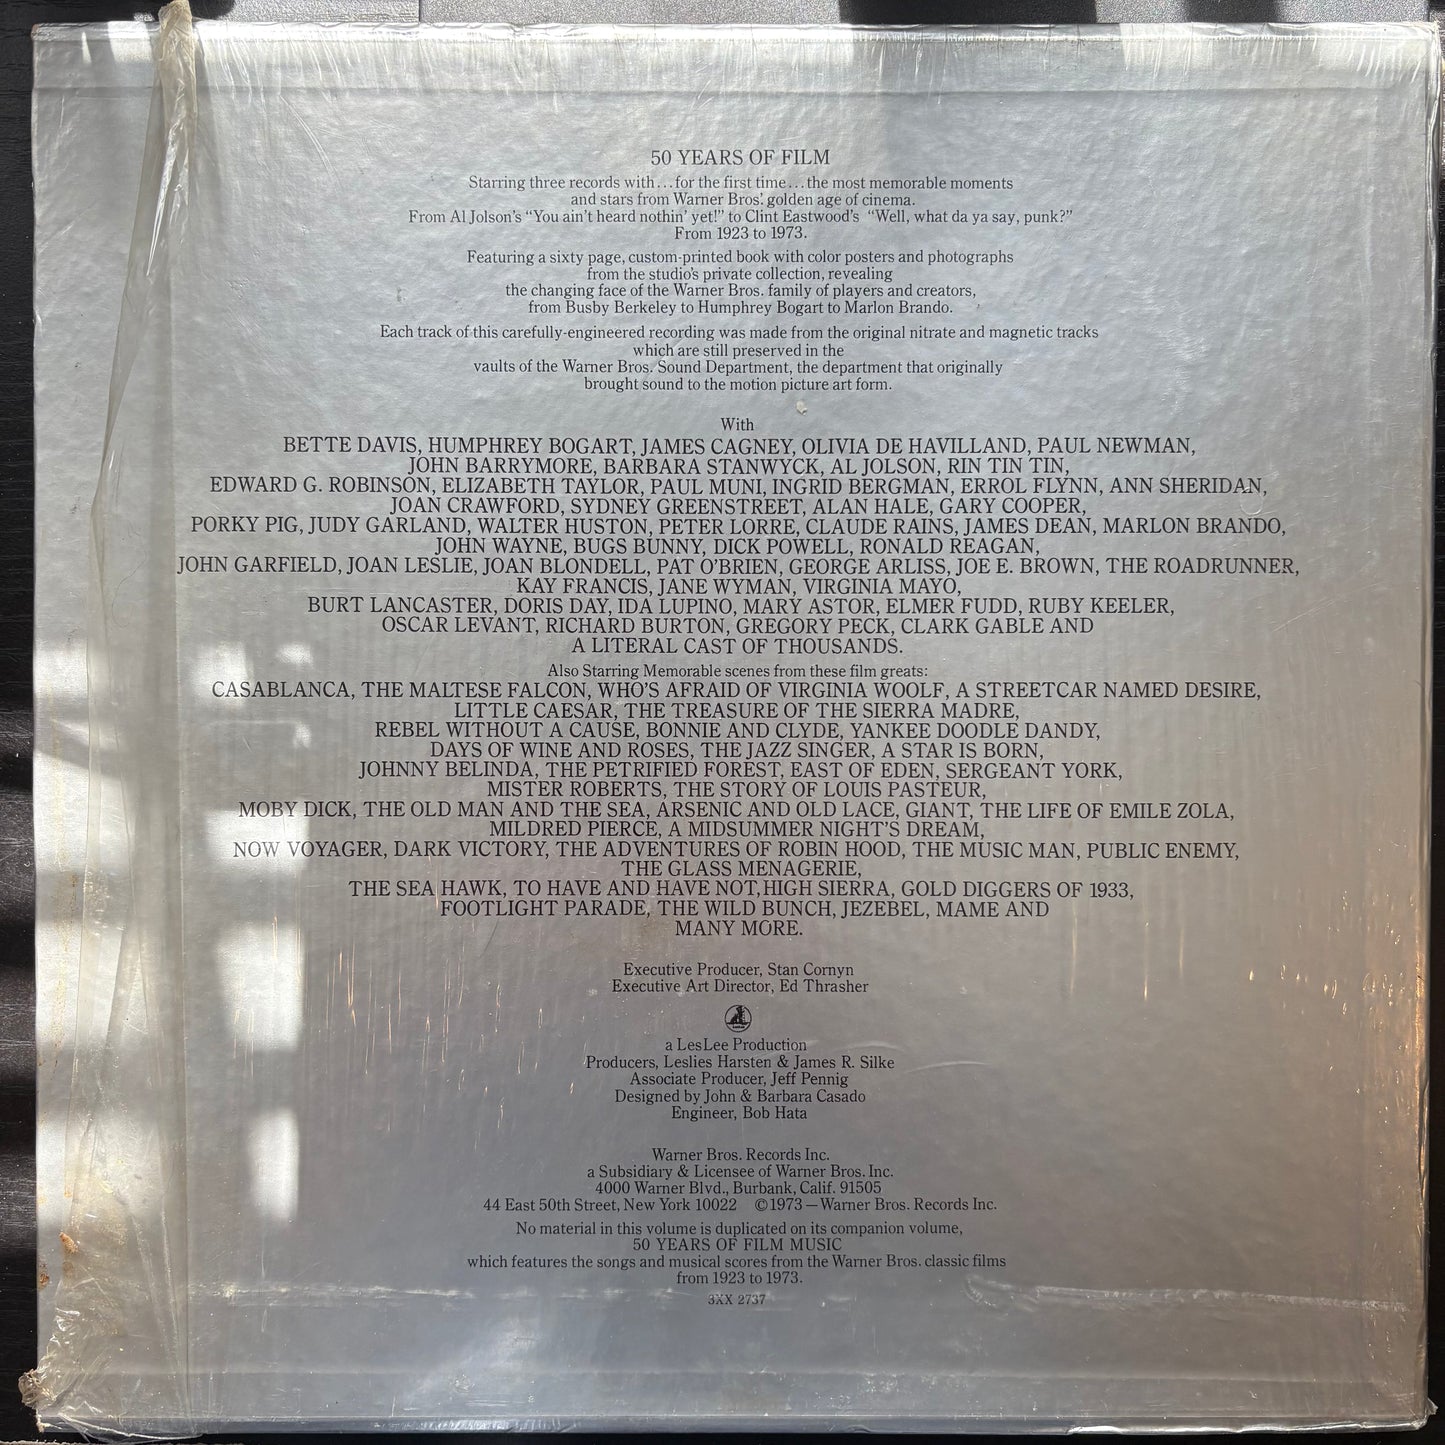 50 YEARS OF FILM
Starring three records with...for the first time...the most memorable moments
and stars from Warner Bros.' golden age of cinema.
From Al Jolson's "You ain't heard nothin' yet!" to Clint Eastwood's "Well, what da ya say, punk?"
From 1923 to 1973.
Featuring a sixty page, custom-printed book with color posters and photographs
from the studio's private collection, revealing
the changing face of the Warner Bros. family of players and creators,
from Busby Berkeley to Humphrey Bogart to Marlon Brando.
Each track of this carefully-engineered recording was made from the original nitrate and magnetic tracks
which are still preserved in the
vaults of the Warner Bros. Sound Department, the department that originally
brought sound to the motion picture art form.
With
BETTE DAVIS, HUMPHREY BOGART, JAMES CAGNEY, OLIVIA DE HAVILLAND, PAUL NEWMAN,
JOHN BARRYMORE, BARBARA STANWYCK, AL JOLSON, RIN TIN TIN,
EDWARD G. ROBINSON, ELIZABETH TAYLOR, PAUL MUNI, INGRID BERGMAN, ERROL FLYNN, ANN SHERIDAN,
JOAN CRAWFORD, SYDNEY GREENSTREET, ALAN HALE, GARY COOPER,
PORKY PIG, JUDY GARLAND, WALTER HUSTON, PETER LORRE, CLAUDE RAINS, JAMES DEAN, MARLON BRANDO,
JOHN WAYNE, BUGS BUNNY, DICK POWELL, RONALD REAGAN,
JOHN GARFIELD, JOAN LESLIE, JOAN BLONDELL, PAT O'BRIEN, GEORGE ARLISS, JOE E. BROWN, THE ROADRUNNER,
KAY FRANCIS, JANE WYMAN, VIRGINIA MAYO,
BURT LANCASTER, DORIS DAY, IDA LUPINO, MARY ASTOR, ELMER FUDD, RUBY KEELER,
OSCAR LEVANT, RICHARD BURTON, GREGORY PECK, CLARK GABLE AND
A LITERAL CAST OF THOUSANDS.
Also Starring Memorable scenes from these film greats:
CASABLANCA, THE MALTESE FALCON, WHO'S AFRAID OF VIRGINIA WOOLF, A STREETCAR NAMED DESIRE,
LITTLE CAESAR, THE TREASURE OF THE SIERRA MADRE,
REBEL WITHOUT A CAUSE, BONNIE AND CLYDE, YANKEE DOODLE DANDY,
DAYS OF WINE AND ROSES, THE JAZZ SINGER, A STAR IS BORN,
JOHNNY BELINDA, THE PETRIFIED FOREST, EAST OF EDEN, SERGEANT YORK,
MISTER ROBERTS, THE STORY OF LOUIS PASTEUR,
MOBY DICK, THE OLD MAN AND THE SEA, ARSENIC AND OLD LACE, GIANT, THE LIFE OF EMILE ZOLA,
MILDRED PIERCE, A MIDSUMMER NIGHT'S DREAM,
NOW VOYAGER, DARK VICTORY, THE ADVENTURES OF ROBIN HOOD, THE MUSIC MAN, PUBLIC ENEMY,
THE GLASS MENAGERIE,
THE SEA HAWK, TO HAVE AND HAVE NOT, HIGH SIERRA, GOLD DIGGERS OF 1933,
FOOTLIGHT PARADE, THE WILD BUNCH, JEZEBEL, MAME AND
MANY MORE.
Executive Producer, Stan Cornyn
Executive Art Director, Ed Thrasher
a LesLee Production
Producers, Leslies Harsten & James R. Silke
Associate Producer, Jeff Pennig
Designed by John & Barbara Casado
Engineer, Bob Hata
Warner Bros. Records Inc.
a Subsidiary & Licensee of Warner Bros. Inc.
4000 Warner Blvd., Burbank, Calif. 91505
44 East 50th Street, New York 10022 ©1973—Warner Bros. Records Inc.
No material in this volume is duplicated on its companion volume,
50 YEARS OF FILM MUSIC
which features the songs and musical scores from the Warner Bros. classic films
from 1923 to 1973.
3XX 2737